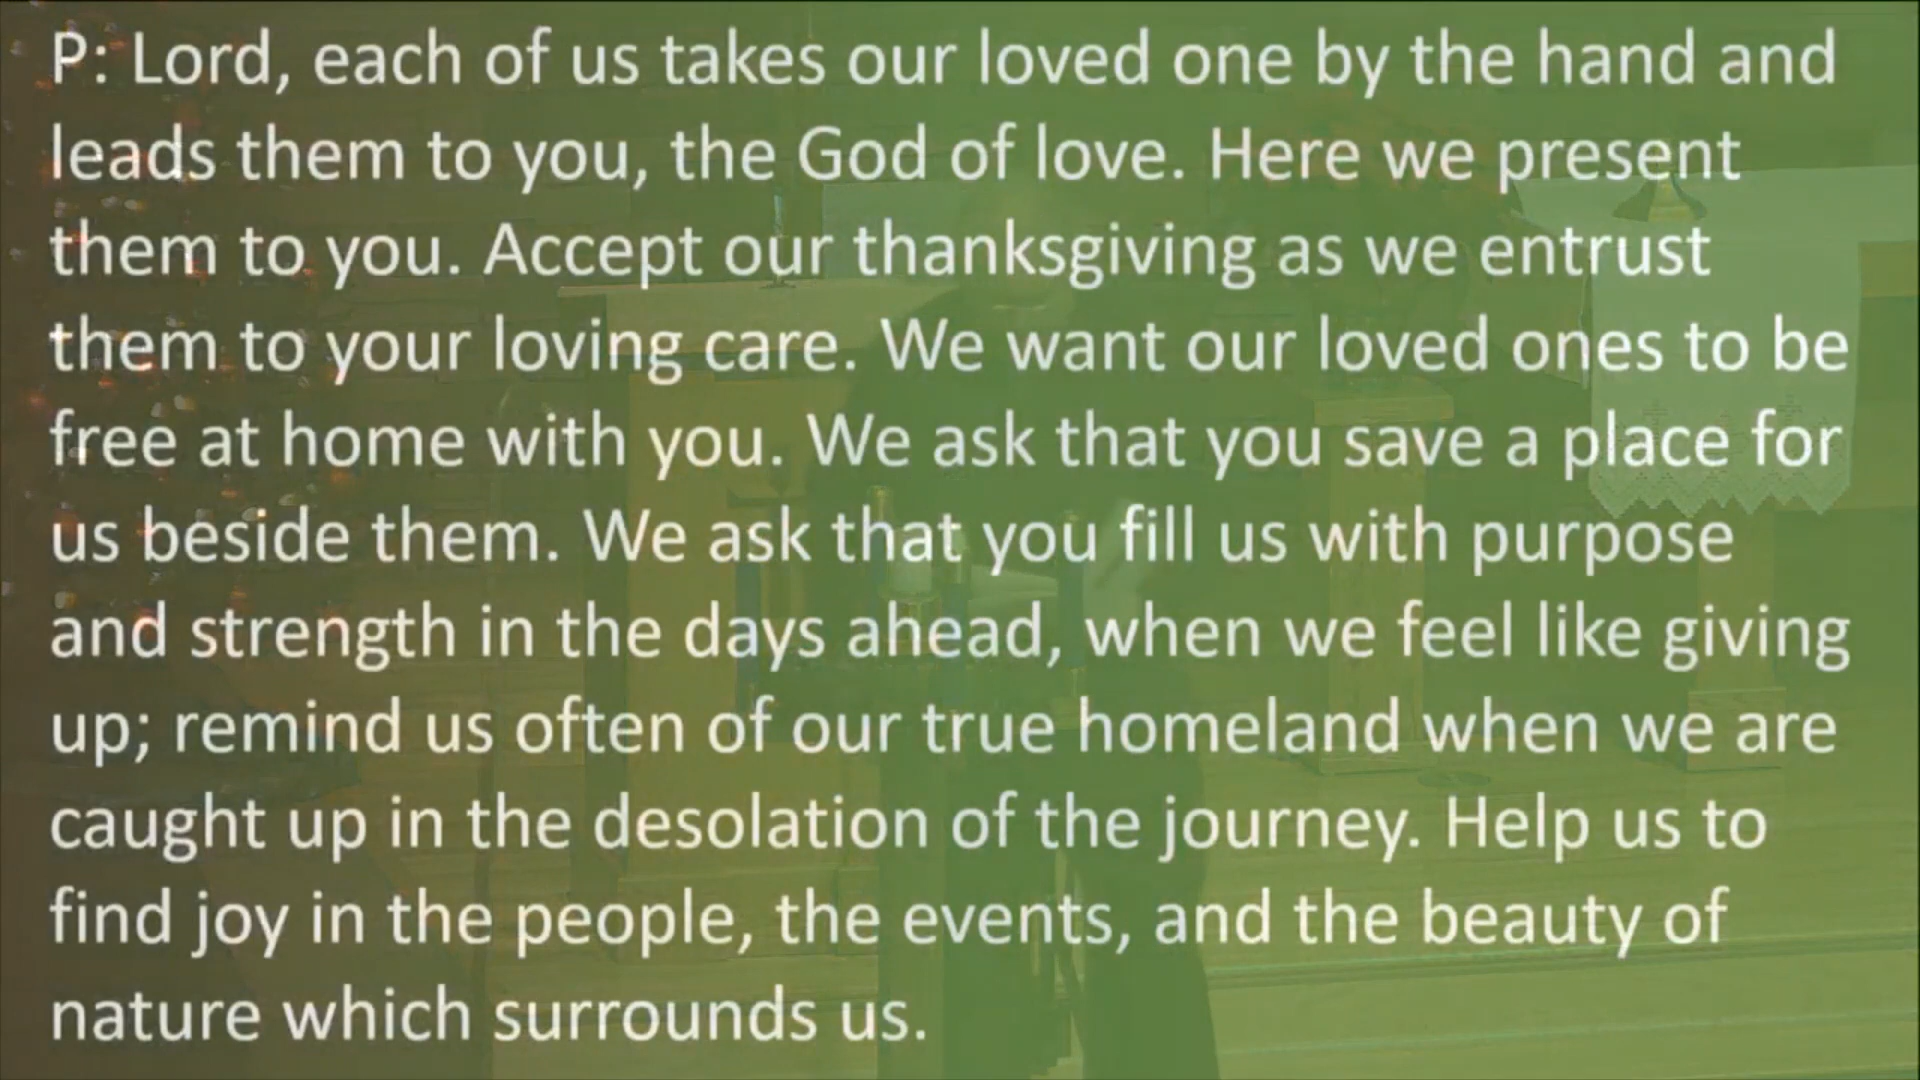 P: Lord, each of us takes our loved one by the hand and
leads them to you, the God of love. Here we present
them to you. Accept our thanksgiving as we entrust
them to your loving care. We want our loved ones to be
free at home with you. We ask that you save a place for
us beside them. We ask that you fill us with purpose
and strength in the days ahead, when we feel like giving
up; remind us often of our true homeland when we are
caught up in the desolation of the journey. Help us to
find joy in the people, the events, and the beauty of
nature which surrounds us.